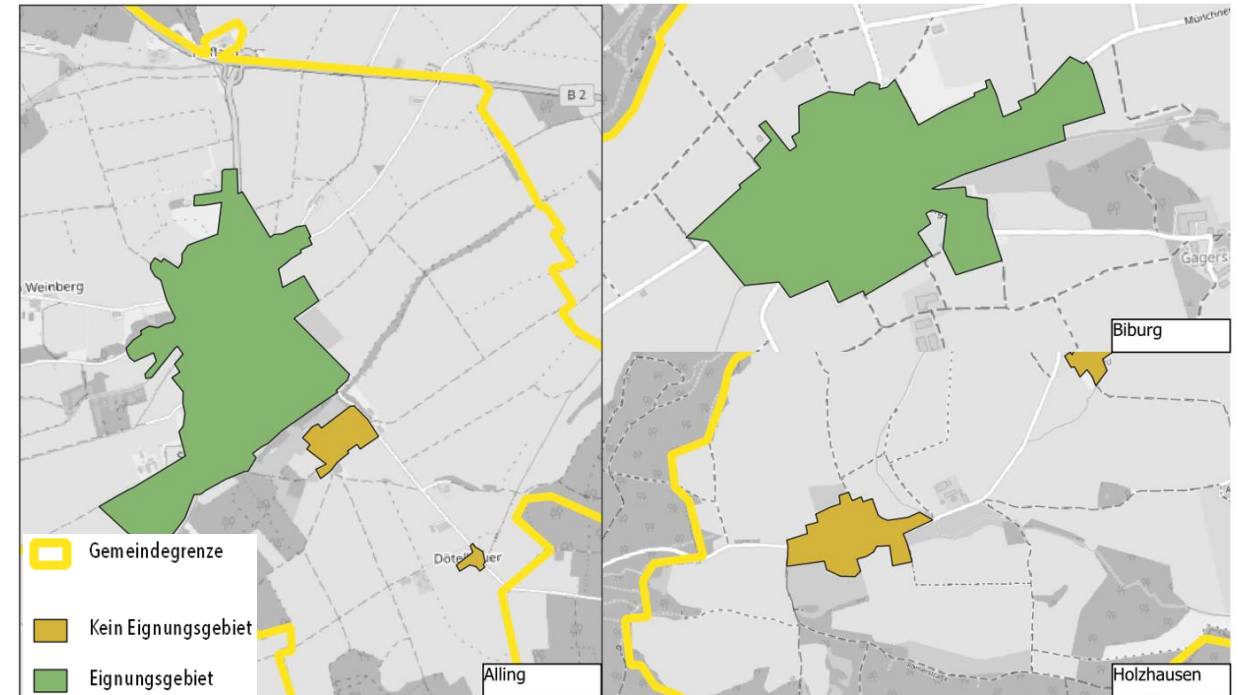 B 2
Weinberg
Gemeindegrenze
Kein Eignungsgebiet
Eignungsgebiet
Alling
Münchner
Gagers
Biburg
Holzhausen